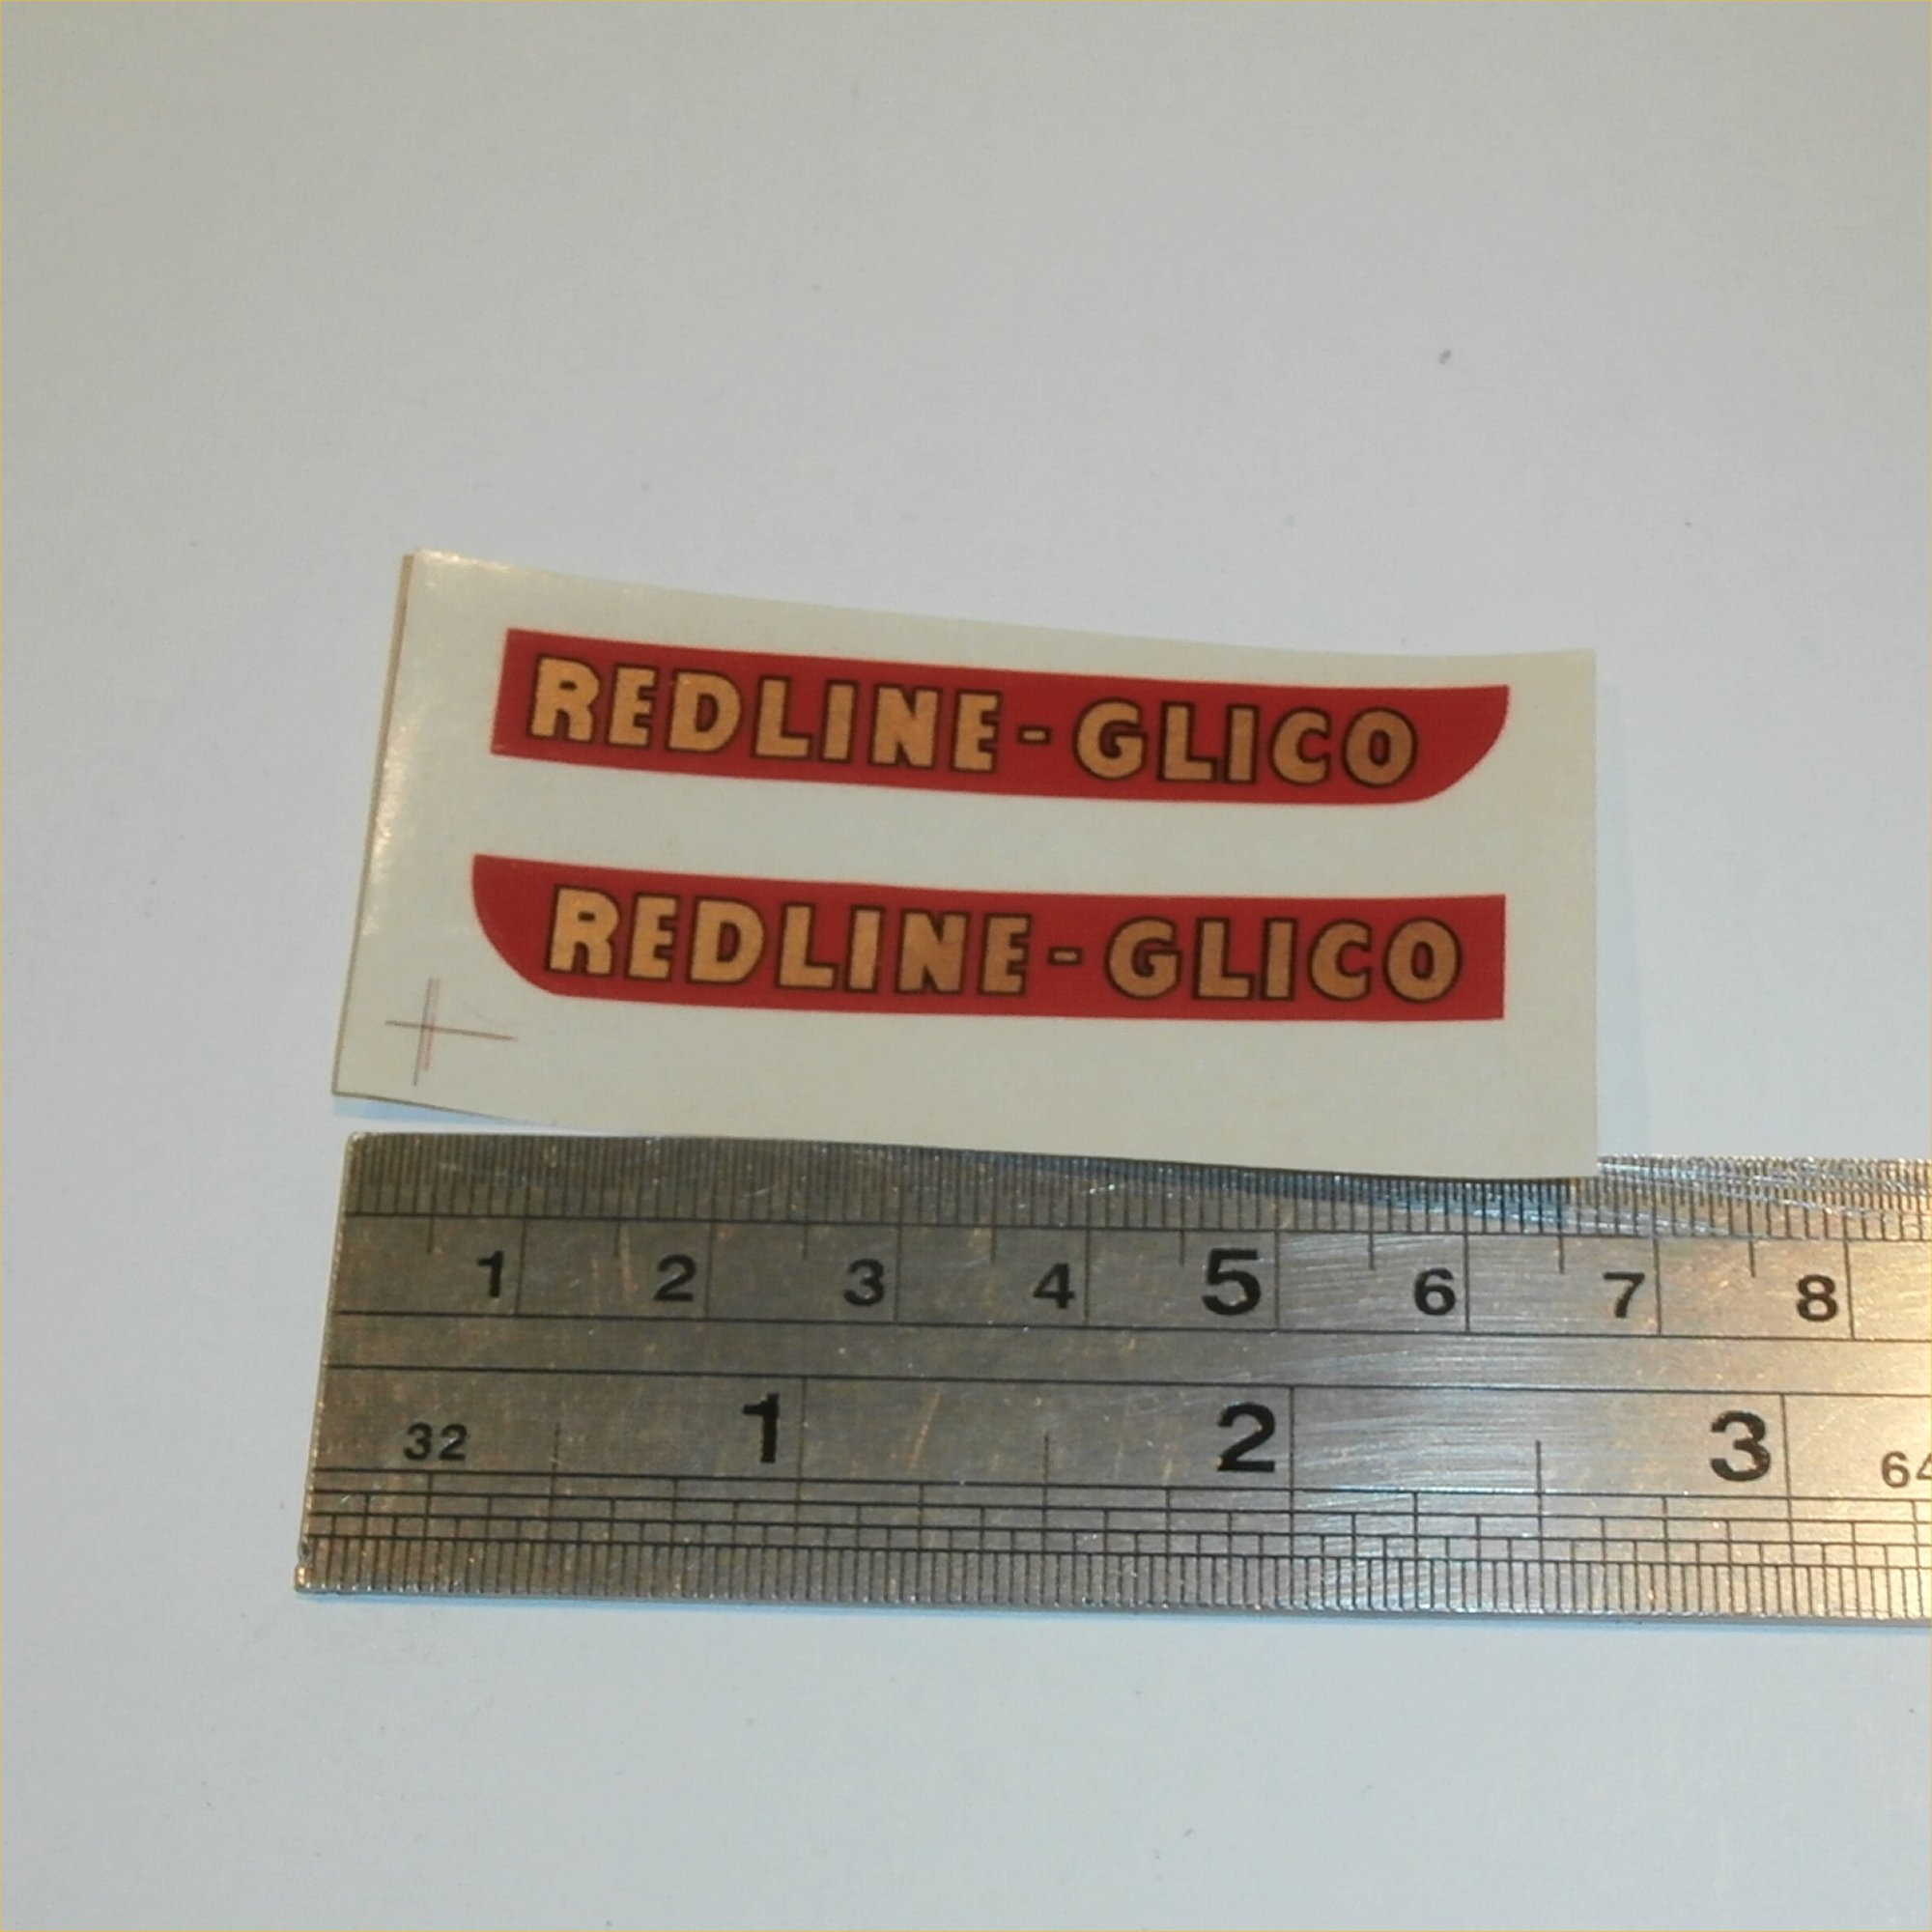 REDLINE-GLICO
REDLINE-GLICO
1 2 3 4 5 6 7 8
32 1 2 3 64